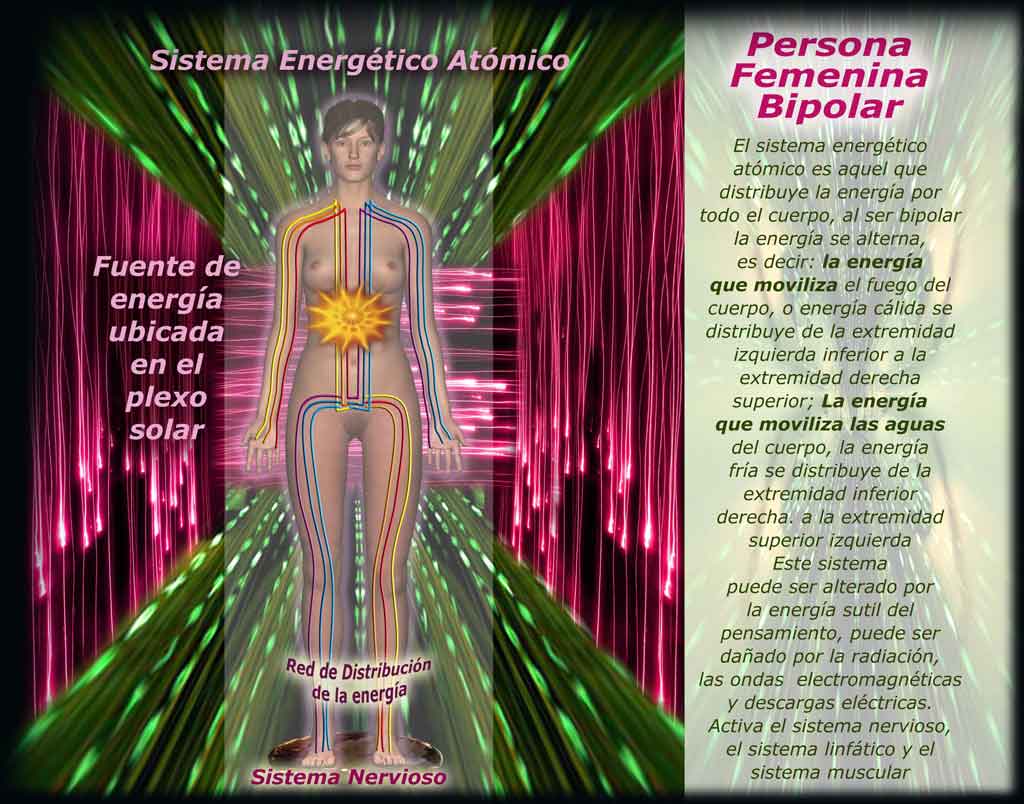 Sistema Energético Atómico
Fuente de
energía
ubicada
en el
plexo
solar
Red de Distribución
de la energía
Sistema Nervioso
Persona
Femenina
Bipolar
El sistema energético
atómico es aquel que
distribuye la energía por
todo el cuerpo, al ser bipolar
la energía se alterna,
es decir: la energía
que moviliza el fuego del
cuerpo, o energía cálida se
distribuye de la extremidad
izquierda inferior a la
extremidad derecha
superior; La energía
que moviliza las aguas
del cuerpo, la energía
fría se distribuye de la
extremidad inferior
derecha. a la extremidad
superior izquierda
Este sistema
puede ser alterado por
la energía sutil del
pensamiento, puede ser
dañado por la radiación,
las ondas electromagnéticas
y descargas eléctricas.
Activa el sistema nervioso,
el sistema linfático y el
sistema muscular